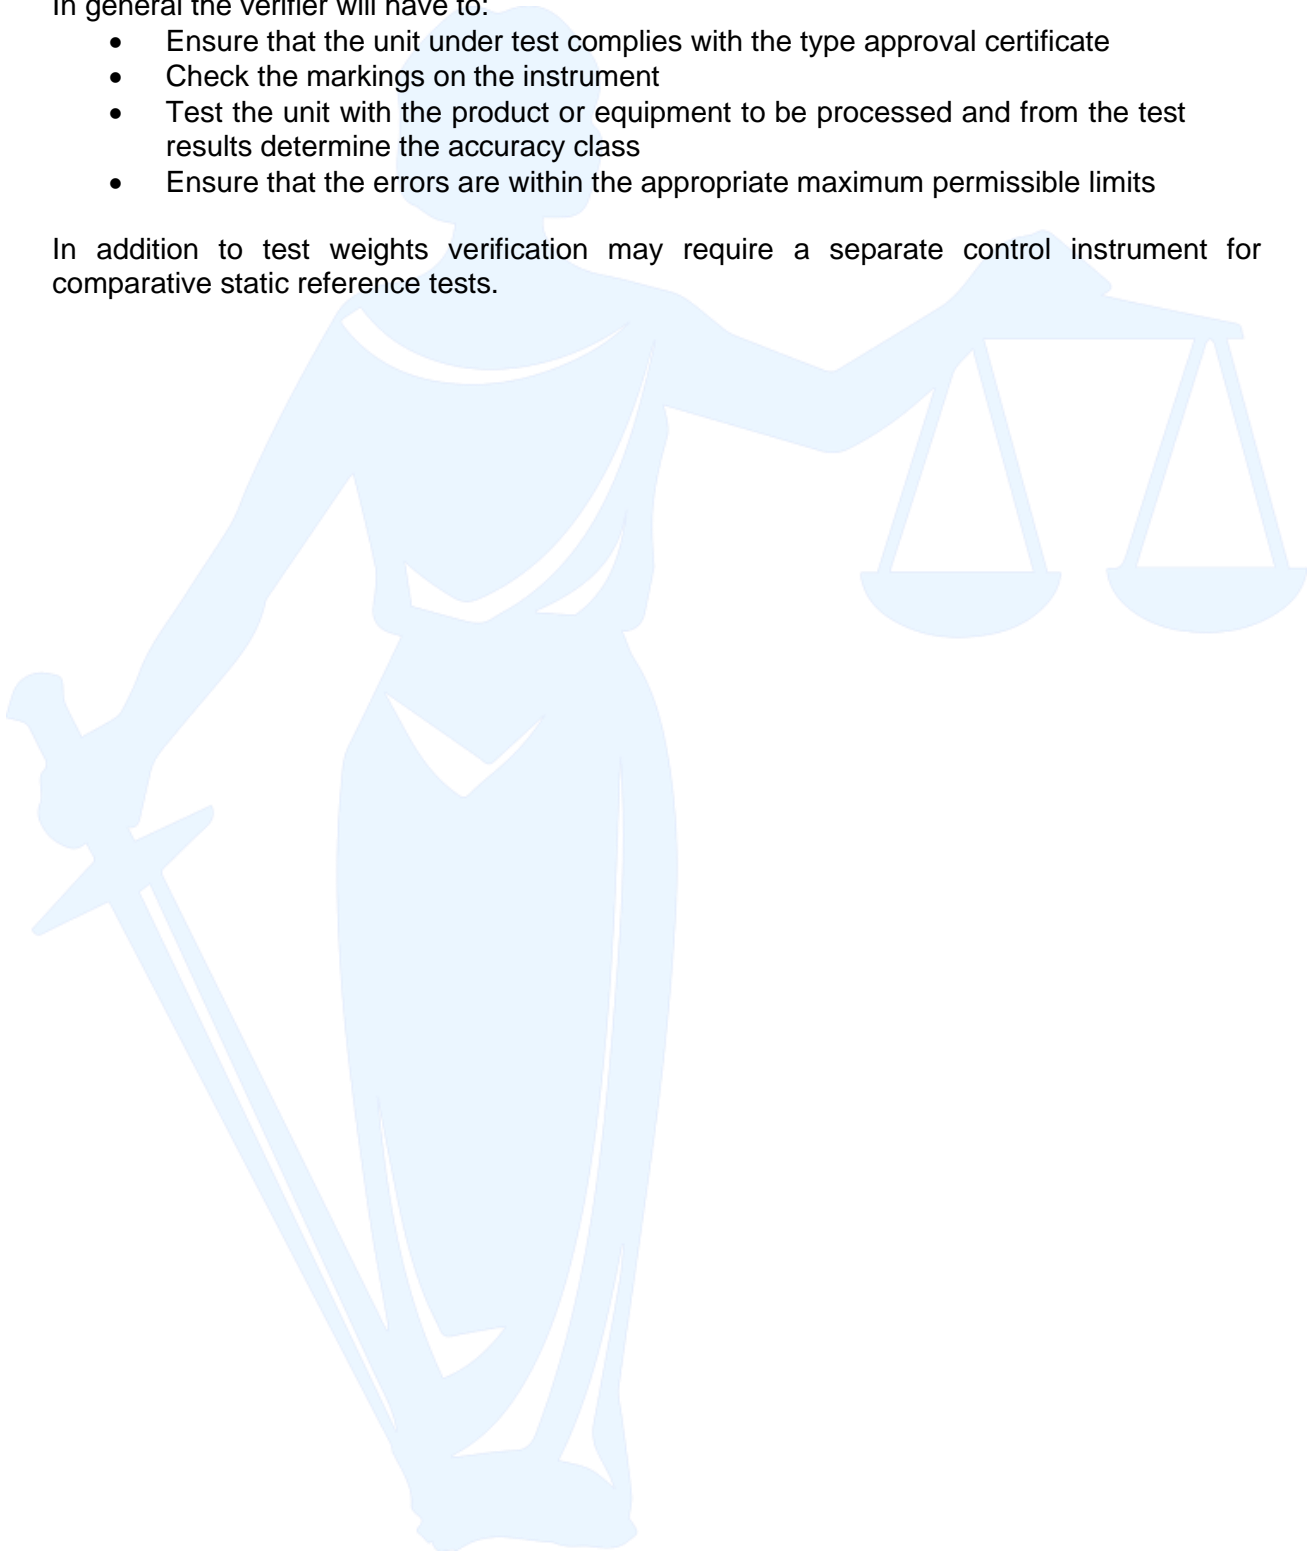 In general the verifier will have to:
• Ensure that the unit under test complies with the type approval certificate
• Check the markings on the instrument
• Test the unit with the product or equipment to be processed and from the test
results determine the accuracy class
• Ensure that the errors are within the appropriate maximum permissible limits
In addition to test weights verification may require a separate control instrument for
comparative static reference tests.